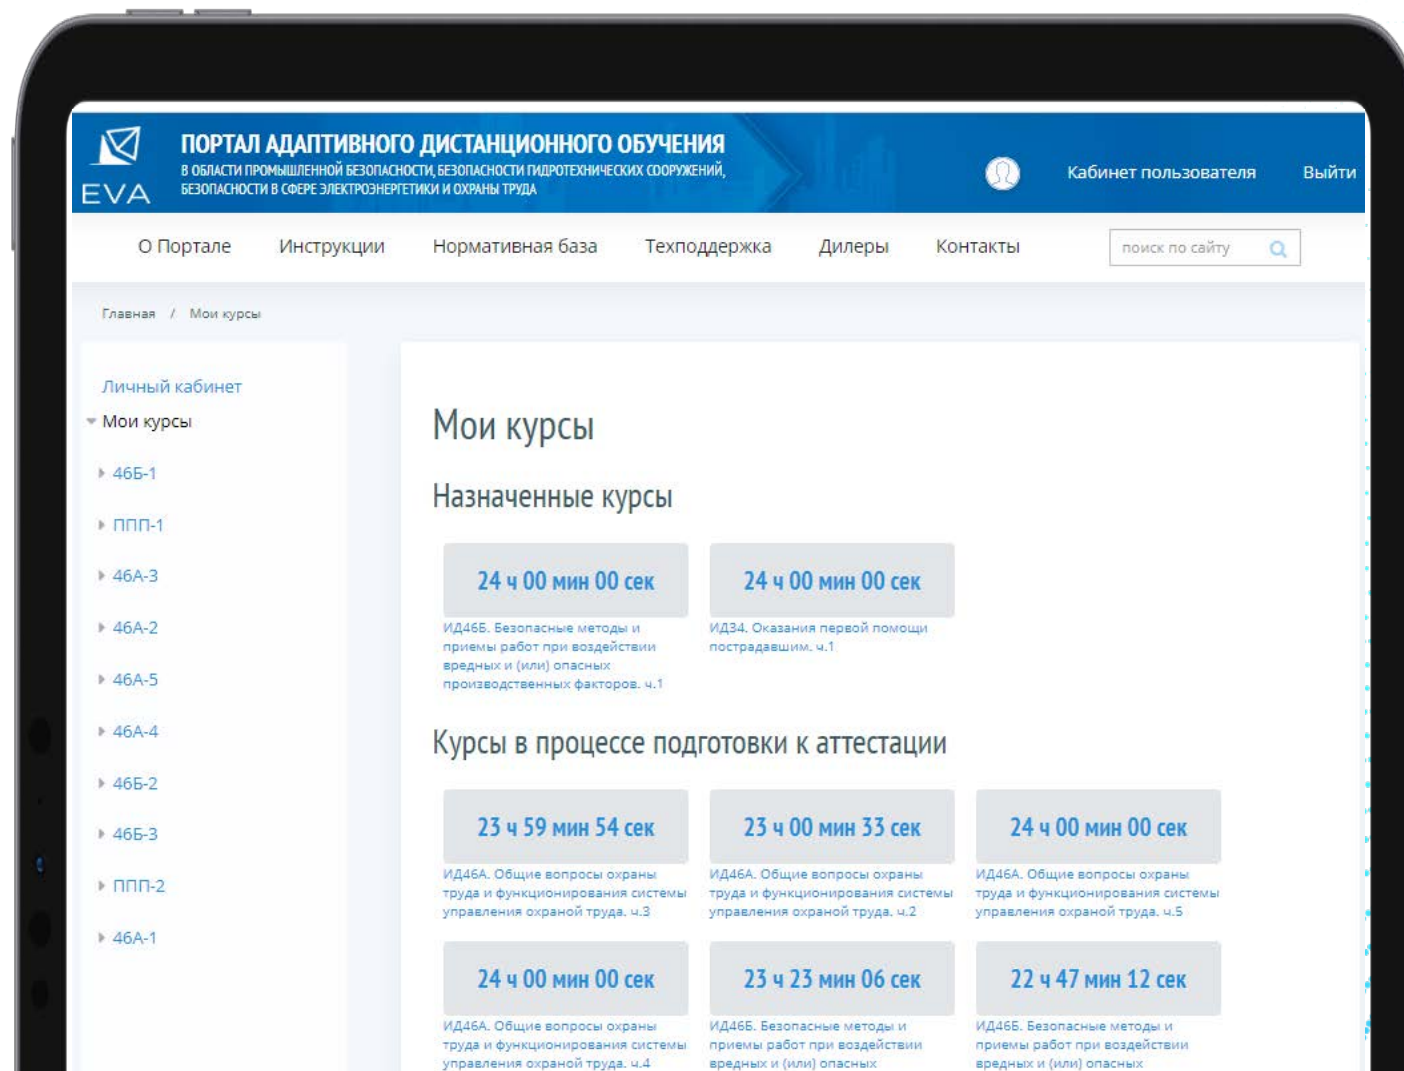 ПОРТАЛ АДАПТИВНОГО ДИСТАНЦИОННОГО ОБУЧЕНИЯ
В ОБЛАСТИ ПРОМЫШЛЕННОЙ БЕЗОПАСНОСТИ, БЕЗОПАСНОСТИ ГИДРОТЕХНИЧЕСКИХ СООРУЖЕНИЙ,
БЕЗОПАСНОСТИ В СФЕРЕ ЭЛЕКТРОЭНЕРГЕТИКИ И ОХРАНЫ ТРУДА
EVA
Кабинет пользователя Выйти
О Портале Инструкции Нормативная база Техподдержка Дилеры Контакты поиск по сайту
Главная / Мои курсы
Личный кабинет
Мои курсы
46Б-1
ППП-1
46А-3
46А-2
46А-5
46А-4
46Б-2
46Б-3
ППП-2
46А-1
Мои курсы
Назначенные курсы
24 ч 00 мин 00 сек
ИД46Б. Безопасные методы и
приемы работ при воздействии
вредных и (или) опасных
производственных факторов. ч.1
24 ч 00 мин 00 сек
ИД34. Оказания первой помощи
пострадавшим. ч.1
Курсы в процессе подготовки к аттестации
23 ч 59 мин 54 сек
ИД46А. Общие вопросы охраны
труда и функционирования системы
управления охраной труда. ч.3
23 ч 00 мин 33 сек
ИД46А. Общие вопросы охраны
труда и функционирования системы
управления охраной труда. ч.2
24 ч 00 мин 00 сек
ИД46А. Общие вопросы охраны
труда и функционирования системы
управления охраной труда. ч.5
24 ч 00 мин 00 сек
ИД46А. Общие вопросы охраны
труда и функционирования системы
управления охраной труда. ч.4
23 ч 23 мин 06 сек
ИД46Б. Безопасные методы и
приемы работ при воздействии
вредных и (или) опасных
22 ч 47 мин 12 сек
ИД46Б. Безопасные методы и
приемы работ при воздействии
вредных и (или) опасных